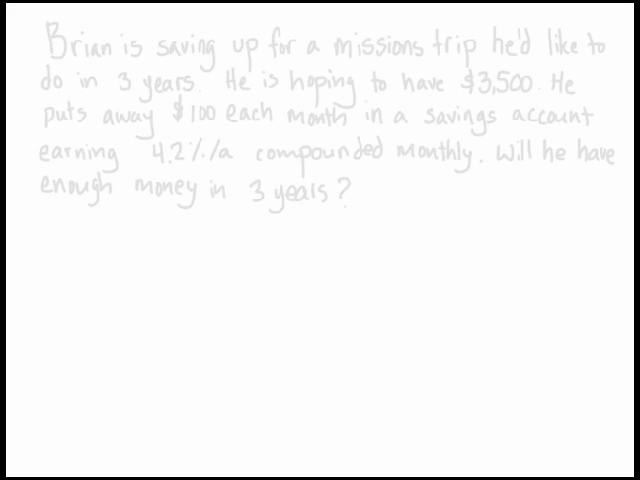 Brian is saving up for a missions trip he'd like to
do in 3 years. He is hoping to have $3,500. He
puts away $100 each month in a savings account
earning 4.2%/a compounded monthly. Will he have
enough money in 3 years?